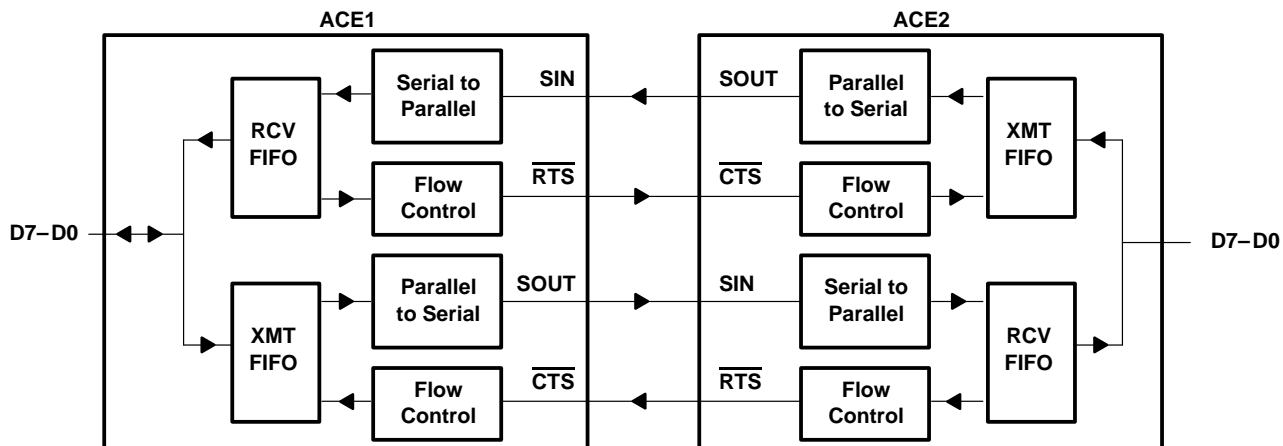 ACE1
ACE2
Serial to
Parallel
SIN
SOUT
Parallel
to Serial
RCV
FIFO
XMT
FIFO
Flow
Control
RTS
CTS
Flow
Control
D7–D0
D7–D0
Parallel
to Serial
SOUT
SIN
Serial to
Parallel
XMT
FIFO
RCV
FIFO
Flow
Control
CTS
RTS
Flow
Control